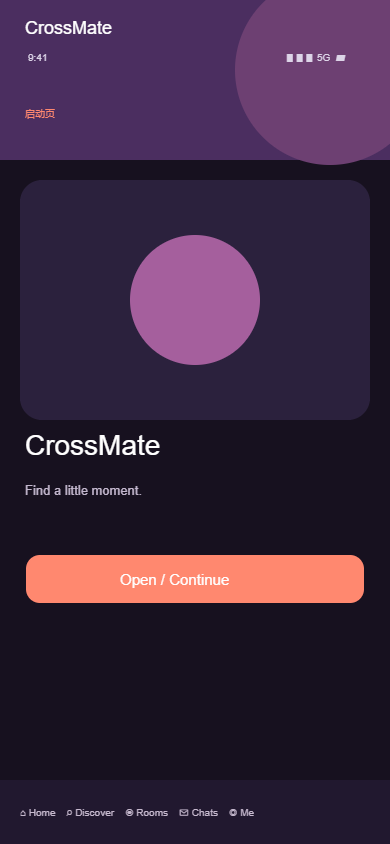 CrossMate
9:41 5G
启动页
CrossMate
Find a little moment.
Open / Continue
Home Discover Rooms Chats Me